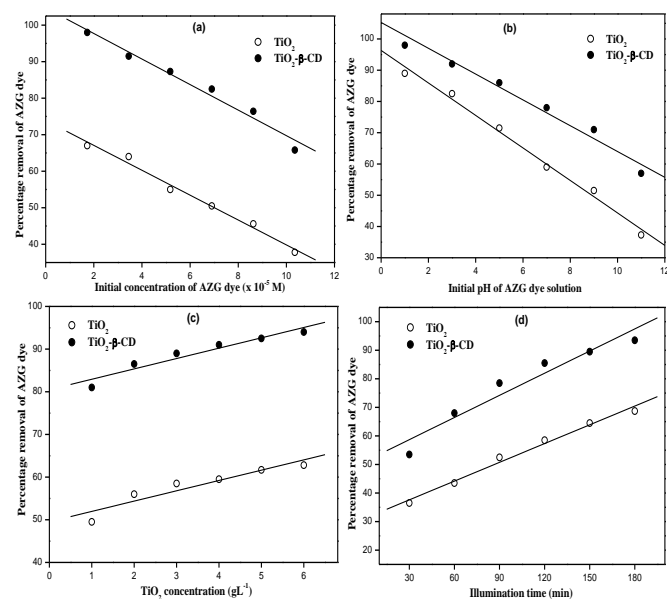 (a)
TiO2
TiO2-β-CD
Percentage removal of AZG dye
100
90
80
70
60
50
40
0 2 4 6 8 10 12
Initial concentration of AZG dye (x 10-5 M)
(b)
TiO2
TiO2-β-CD
Percentage removal of AZG dye
100
90
80
70
60
50
40
30
0 2 4 6 8 10 12
Initial pH of AZG dye solution
(c)
TiO2
TiO2-β-CD
Percentage removal of AZG dye
100
90
80
70
60
50
0 1 2 3 4 5 6
TiO2 concentration (gL-1)
(d)
TiO2
TiO2-β-CD
Percentage removal of AZG dye
100
90
80
70
60
50
40
30
20
30 60 90 120 150 180
Illumination time (min)